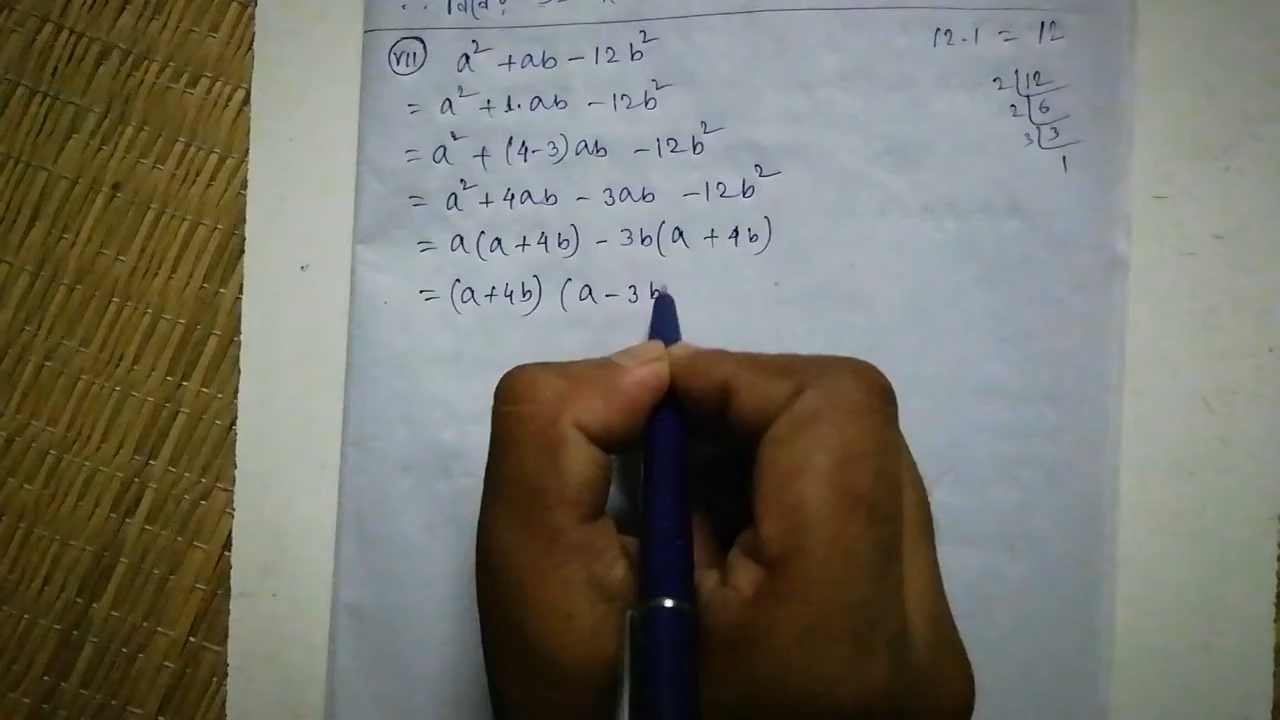 (VII) a² + ab - 12b²
= a² + 1. ab - 12b²
= a² + (4-3) ab - 12b²
= a² + 4ab - 3ab - 12b²
= a(a+4b) - 3b(a+4b)
= (a+4b) (a-3b
12.1 = 12
2 | 12
2 | 6
3 | 3
1